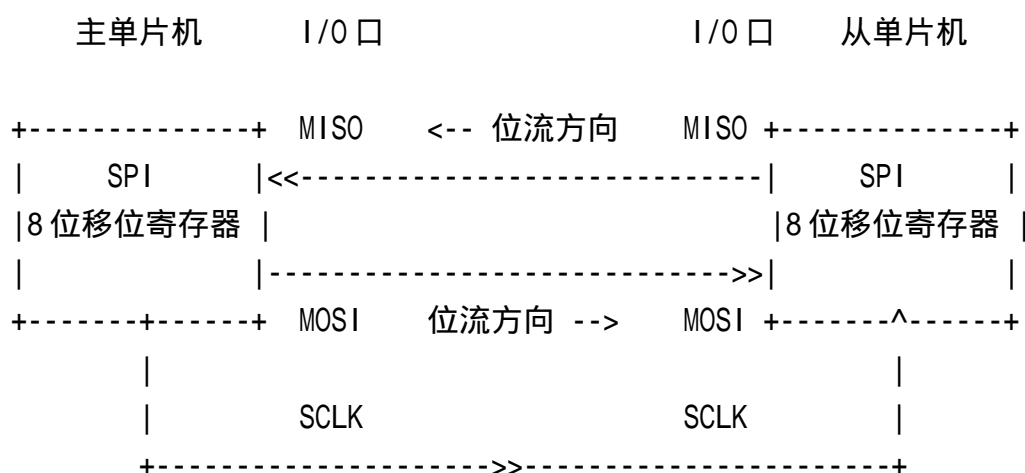 主单片机 I/O口 I/O口 从单片机
+--------------+ MISO <-- 位流方向 MISO +--------------+
| SPI |<<-----------------------------| SPI |
|8位移位寄存器 | |8位移位寄存器 |
| |----------------------------->>| |
+-------+------+ MOSI 位流方向 --> MOSI +-------^------+
| |
| SCLK SCLK |
+---------------------->>-----------------------+